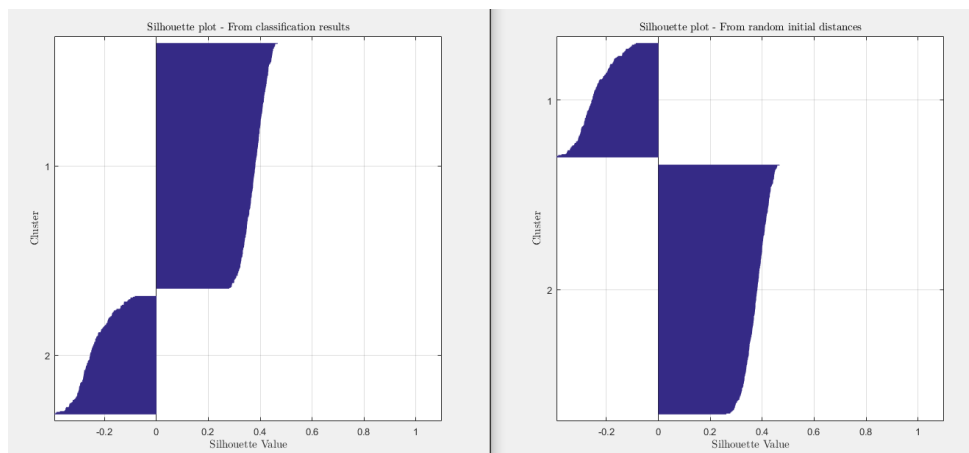 Silhouette plot - From classification results
1
2
Cluster
-0.2 0 0.2 0.4 0.6 0.8 1
Silhouette Value
Silhouette plot - From random initial distances
1
2
Cluster
-0.2 0 0.2 0.4 0.6 0.8 1
Silhouette Value